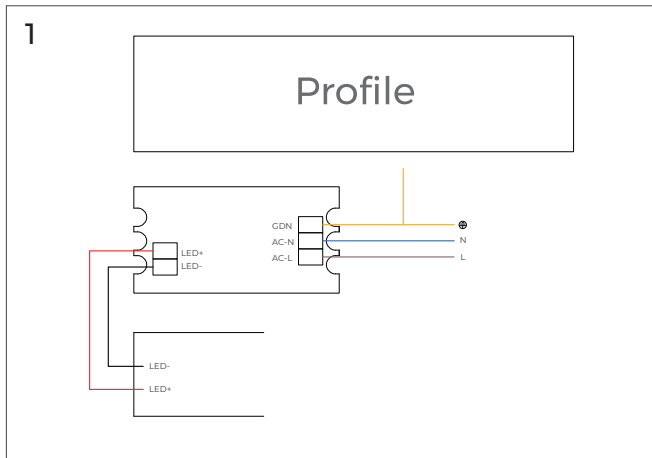 1
Profile
GDN
AC-N
AC-L
N
L
LED+
LED-
LED-
LED+